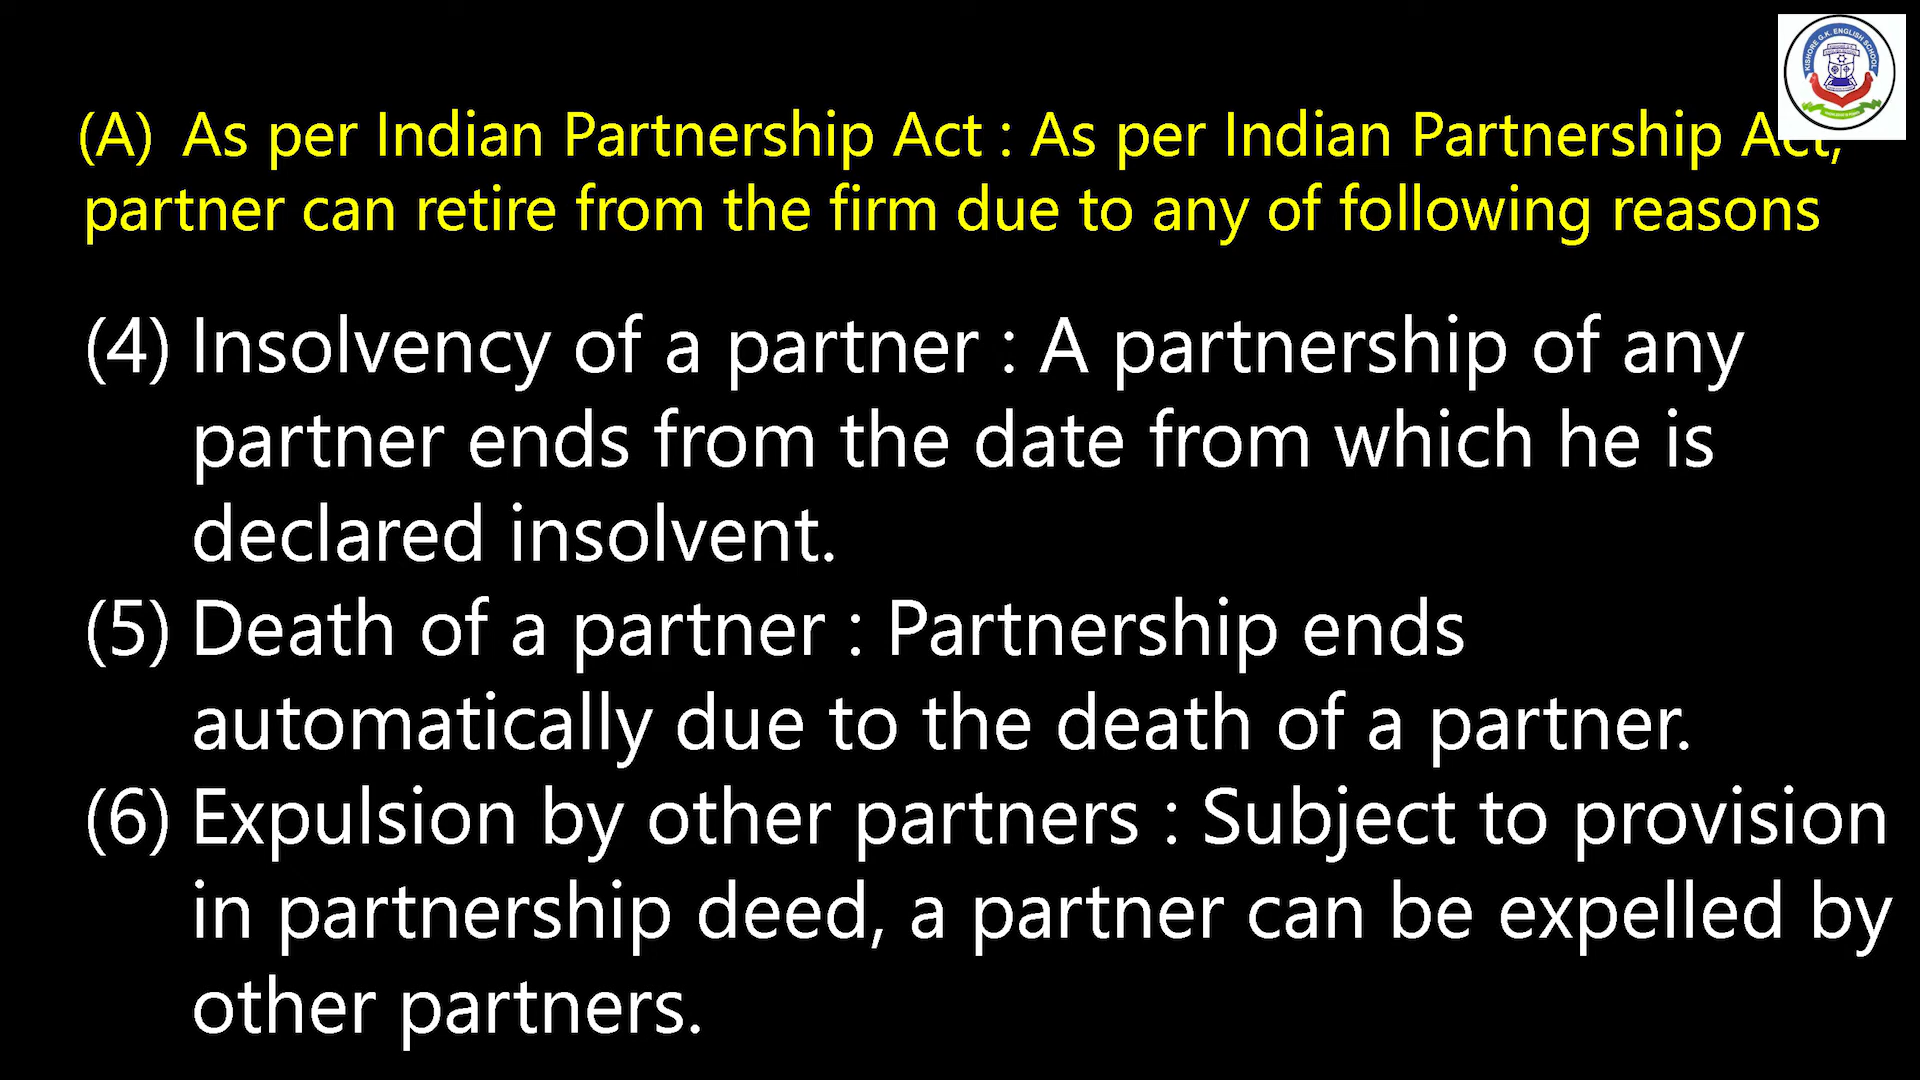 (A) As per Indian Partnership Act : As per Indian Partnership Act,
partner can retire from the firm due to any of following reasons
(4) Insolvency of a partner : A partnership of any
partner ends from the date from which he is
declared insolvent.
(5) Death of a partner : Partnership ends
automatically due to the death of a partner.
(6) Expulsion by other partners : Subject to provision
in partnership deed, a partner can be expelled by
other partners.
KISHORE G.K. ENGLISH SCHOOL